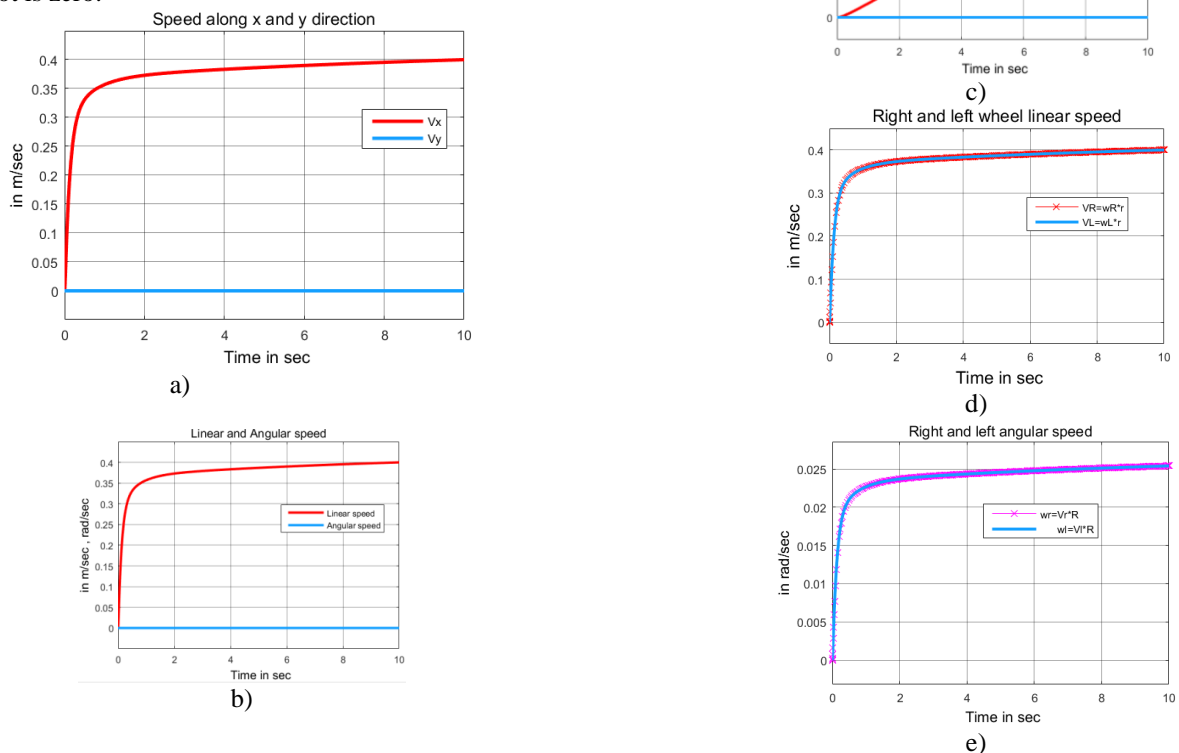 Speed along x and y direction
0.4
0.35
0.3
0.25
0.2
0.15
0.1
0.05
0
in m/sec
Vx
Vy
0 2 4 6 8 10
Time in sec
a)
Linear and Angular speed
0.4
0.35
0.3
0.25
0.2
0.15
0.1
0.05
0
in m/sec , rad/sec
Linear speed
Angular speed
0 2 4 6 8 10
Time in sec
b)
0
0 2 4 6 8 10
Time in sec
c)
Right and left wheel linear speed
0.4
0.3
0.2
0.1
0
in m/sec
VR=wR*r
VL=wL*r
0 2 4 6 8 10
Time in sec
d)
Right and left angular speed
0.025
0.02
0.015
0.01
0.005
0
in rad/sec
wr=Vr*R
wl=Vl*R
0 2 4 6 8 10
Time in sec
e)